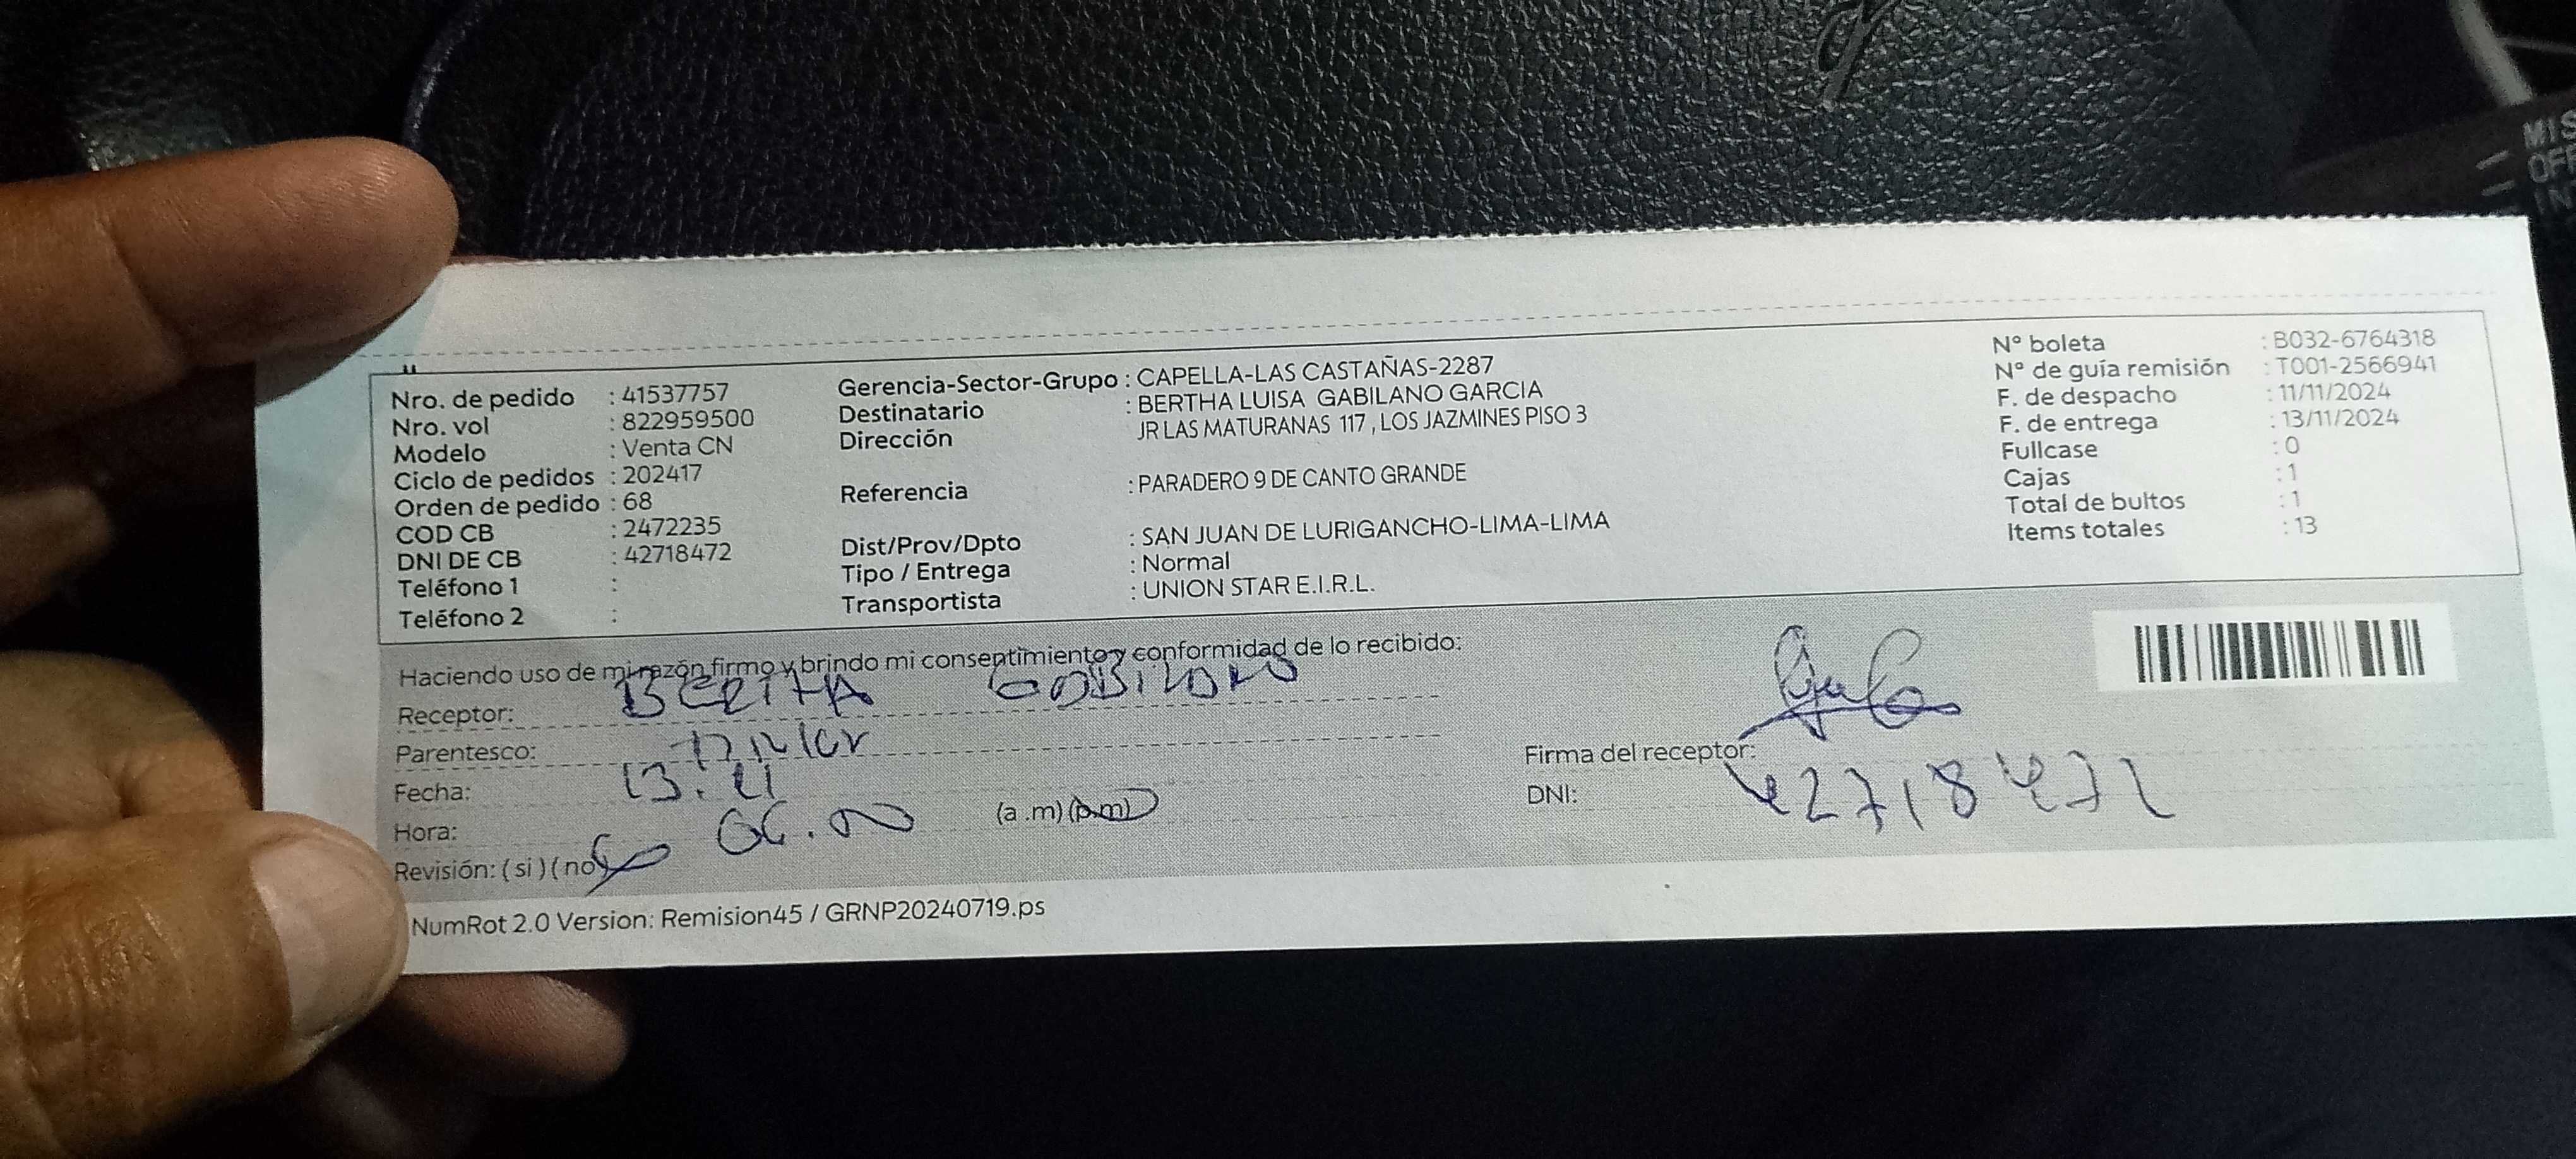 Nro. de pedido : 41537757
Nro. vol : 822959500
Modelo : Venta CN
Ciclo de pedidos : 202417
Orden de pedido : 68
COD CB : 2472235
DNI DE CB : 42718472
Teléfono 1 :
Teléfono 2 :
Gerencia-Sector-Grupo : CAPELLA-LAS CASTAÑAS-2287
Destinatario : BERTHA LUISA GABILANO GARCIA
Dirección JR LAS MATURANAS 117 , LOS JAZMINES PISO 3
Referencia : PARADERO 9 DE CANTO GRANDE
Dist/Prov/Dpto : SAN JUAN DE LURIGANCHO-LIMA-LIMA
Tipo / Entrega : Normal
Transportista : UNION STAR E.I.R.L.
N° boleta : B032-6764318
N° de guía remisión : T001-2566941
F. de despacho : 11/11/2024
F. de entrega : 13/11/2024
Fullcase : 0
Cajas : 1
Total de bultos : 1
Items totales : 13
Haciendo uso de mi razón firmo y brindo mi consentimiento y conformidad de lo recibido:
Receptor: BERTHA
Parentesco:
Fecha: 13.11
Hora: 06.00 (a .m) (p.m)
Revisión: ( si ) ( no )
Firma del receptor:
DNI: 42718472
NumRot 2.0 Version: Remision45 / GRNP20240719.ps